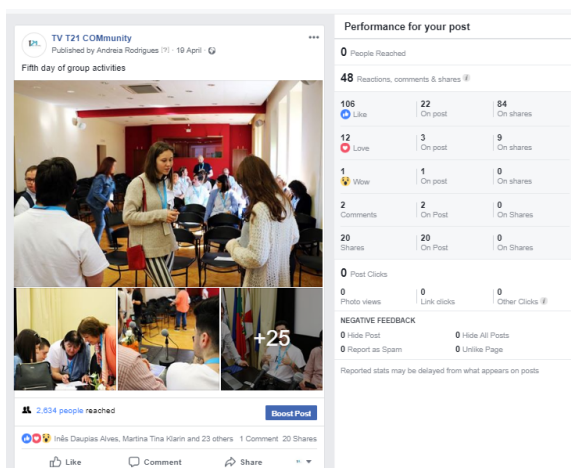 TV T21 COMmunity
Published by Andreia Rodrigues [?] · 19 April ·
Fifth day of group activities
+25
2,634 people reached
Boost Post
Inês Daupias Alves, Martina Tina Klarin and 23 others 1 Comment 20 Shares
Like Comment Share
Performance for your post
0 People Reached
48 Reactions, comments & shares
106 22 84
Like On post On shares
12 3 9
Love On post On shares
1 1 0
Wow On post On shares
2 2 0
Comments On Post On Shares
20 20 0
Shares On Post On Shares
0 Post Clicks
0 0 0
Photo views Link clicks Other Clicks
NEGATIVE FEEDBACK
0 Hide Post 0 Hide All Posts
0 Report as Spam 0 Unlike Page
Reported stats may be delayed from what appears on posts